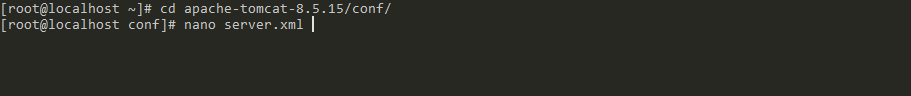 [root@localhost ~]# cd apache-tomcat-8.5.15/conf/
[root@localhost conf]# nano server.xml